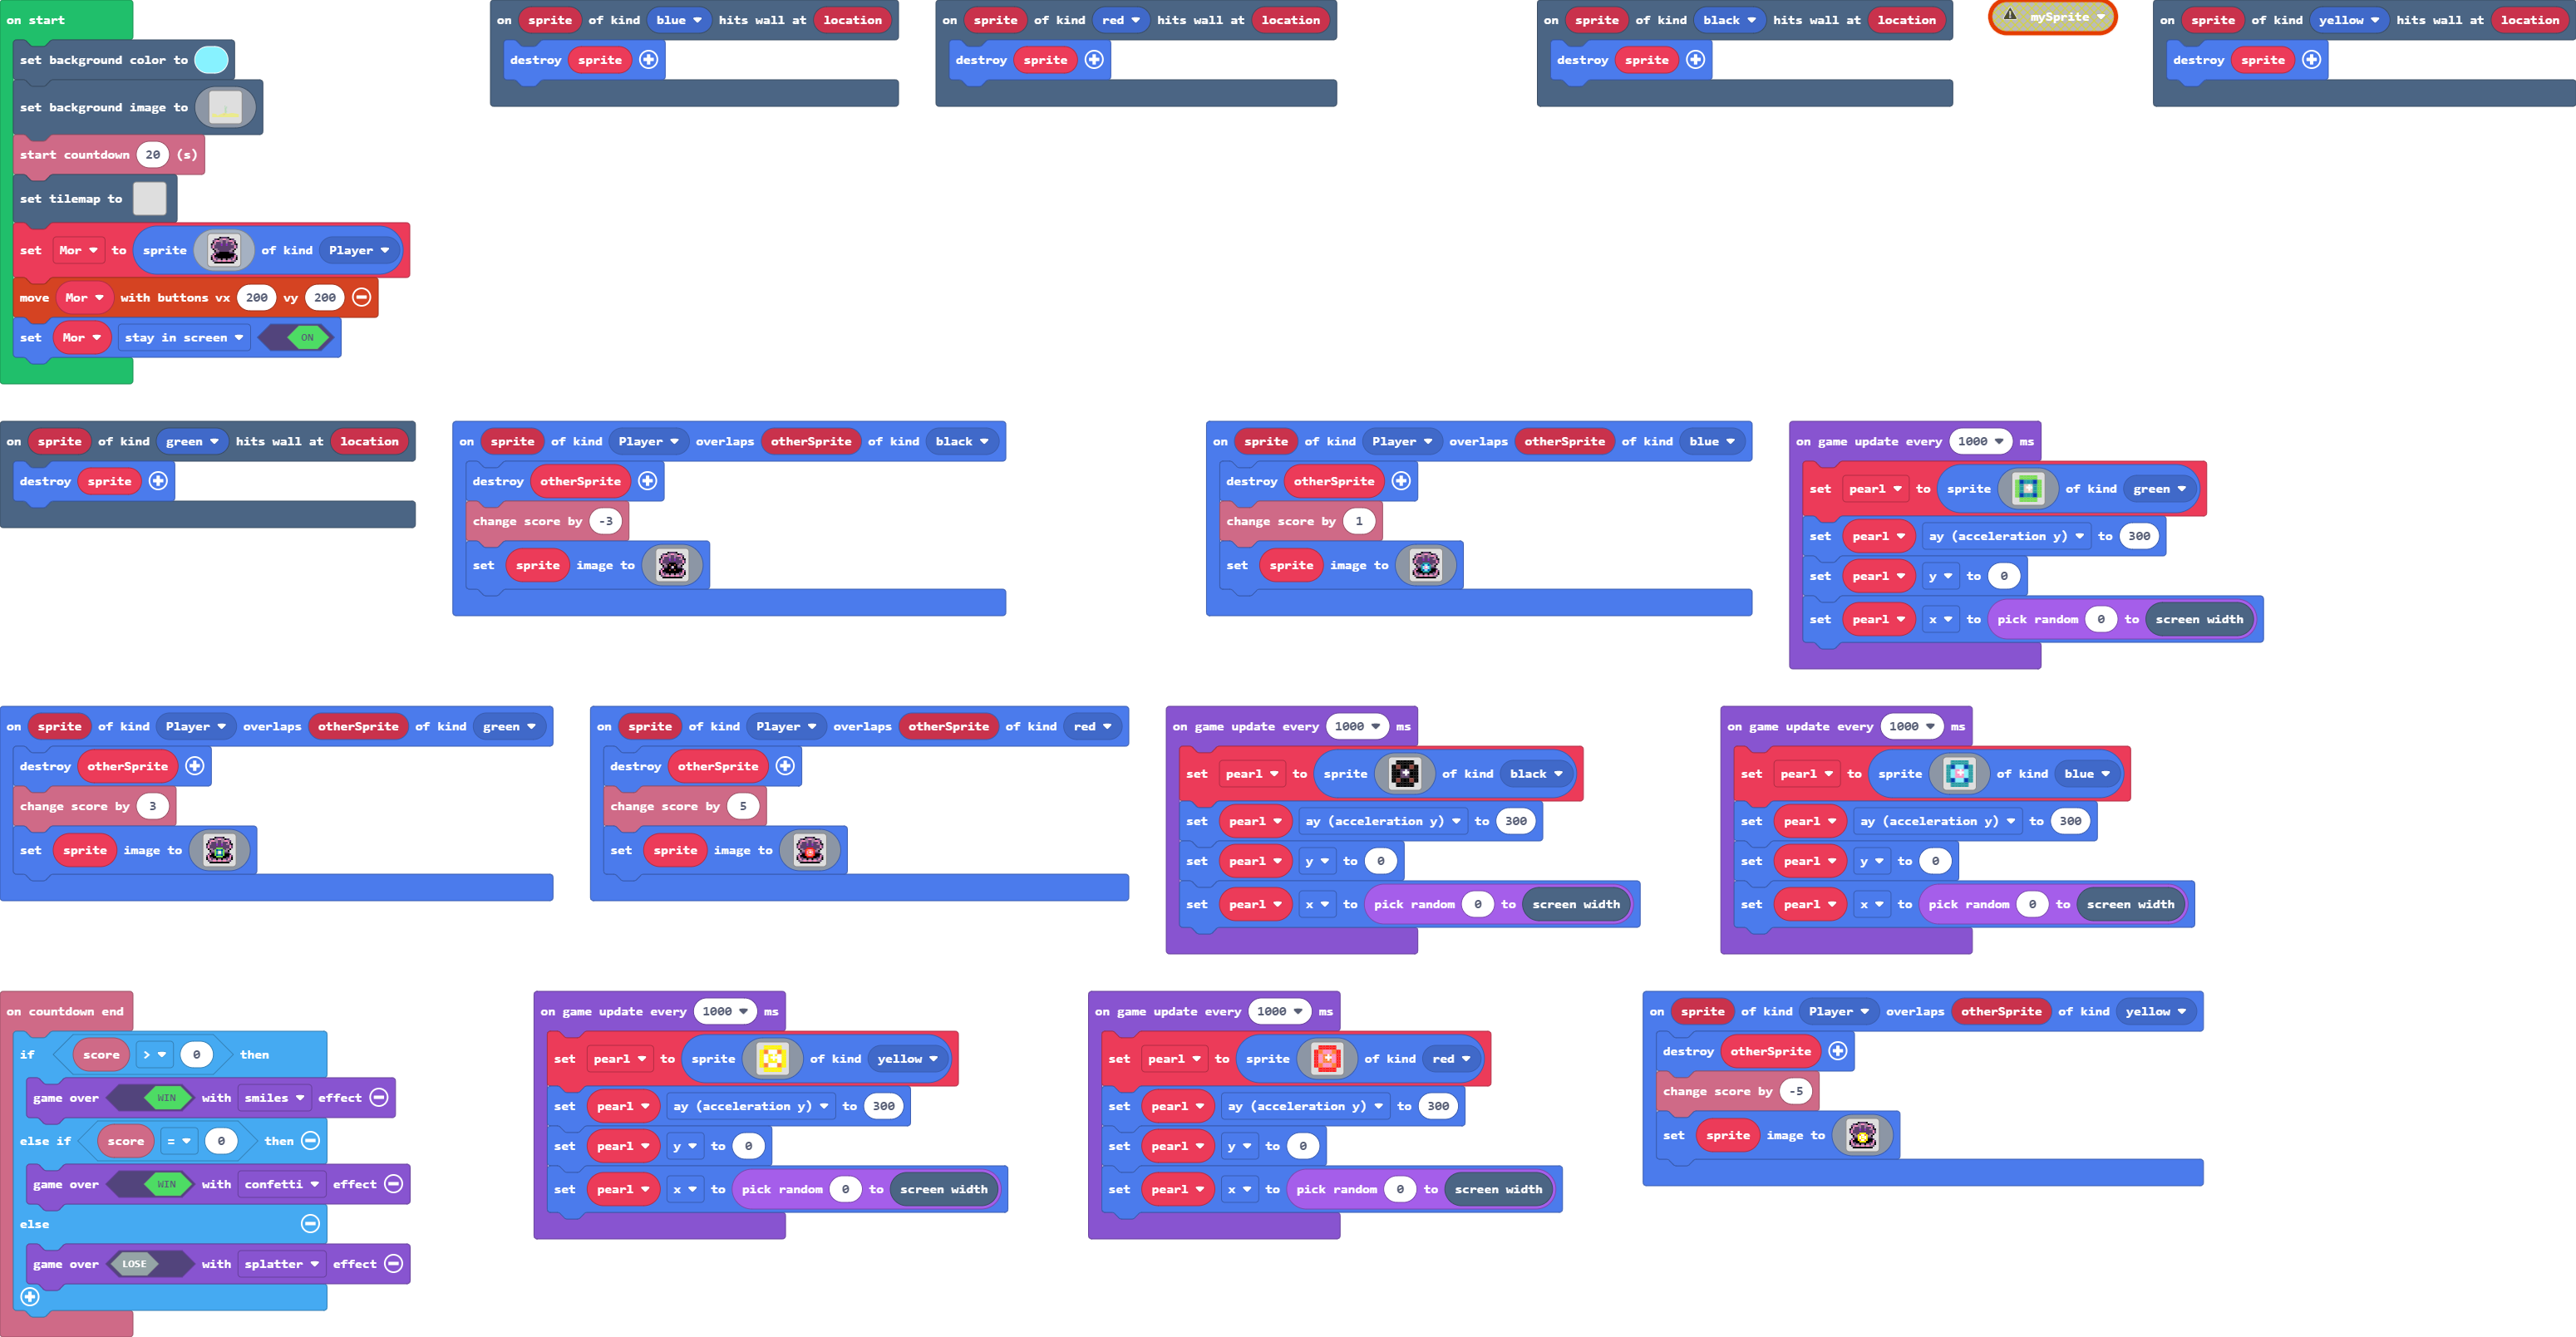 on start
set background color to
set background image to
start countdown 20 (s)
set tilemap to
set Mor to sprite of kind Player
move Mor with buttons vx 200 vy 200
set Mor stay in screen ON
on sprite of kind blue hits wall at location
destroy sprite
on sprite of kind red hits wall at location
destroy sprite
on sprite of kind black hits wall at location
destroy sprite
mySprite
on sprite of kind yellow hits wall at location
destroy sprite
on sprite of kind green hits wall at location
destroy sprite
on sprite of kind Player overlaps otherSprite of kind black
destroy otherSprite
change score by -3
set sprite image to
on sprite of kind Player overlaps otherSprite of kind blue
destroy otherSprite
change score by 1
set sprite image to
on game update every 1000 ms
set pearl to sprite of kind green
set pearl ay (acceleration y) to 300
set pearl y to 0
set pearl x to pick random 0 to screen width
on sprite of kind Player overlaps otherSprite of kind green
destroy otherSprite
change score by 3
set sprite image to
on sprite of kind Player overlaps otherSprite of kind red
destroy otherSprite
change score by 5
set sprite image to
on game update every 1000 ms
set pearl to sprite of kind black
set pearl ay (acceleration y) to 300
set pearl y to 0
set pearl x to pick random 0 to screen width
on game update every 1000 ms
set pearl to sprite of kind blue
set pearl ay (acceleration y) to 300
set pearl y to 0
set pearl x to pick random 0 to screen width
on countdown end
if score > 0 then
game over WIN with smiles effect
else if score = 0 then
game over WIN with confetti effect
else
game over LOSE with splatter effect
on game update every 1000 ms
set pearl to sprite of kind yellow
set pearl ay (acceleration y) to 300
set pearl y to 0
set pearl x to pick random 0 to screen width
on game update every 1000 ms
set pearl to sprite of kind red
set pearl ay (acceleration y) to 300
set pearl y to 0
set pearl x to pick random 0 to screen width
on sprite of kind Player overlaps otherSprite of kind yellow
destroy otherSprite
change score by -5
set sprite image to